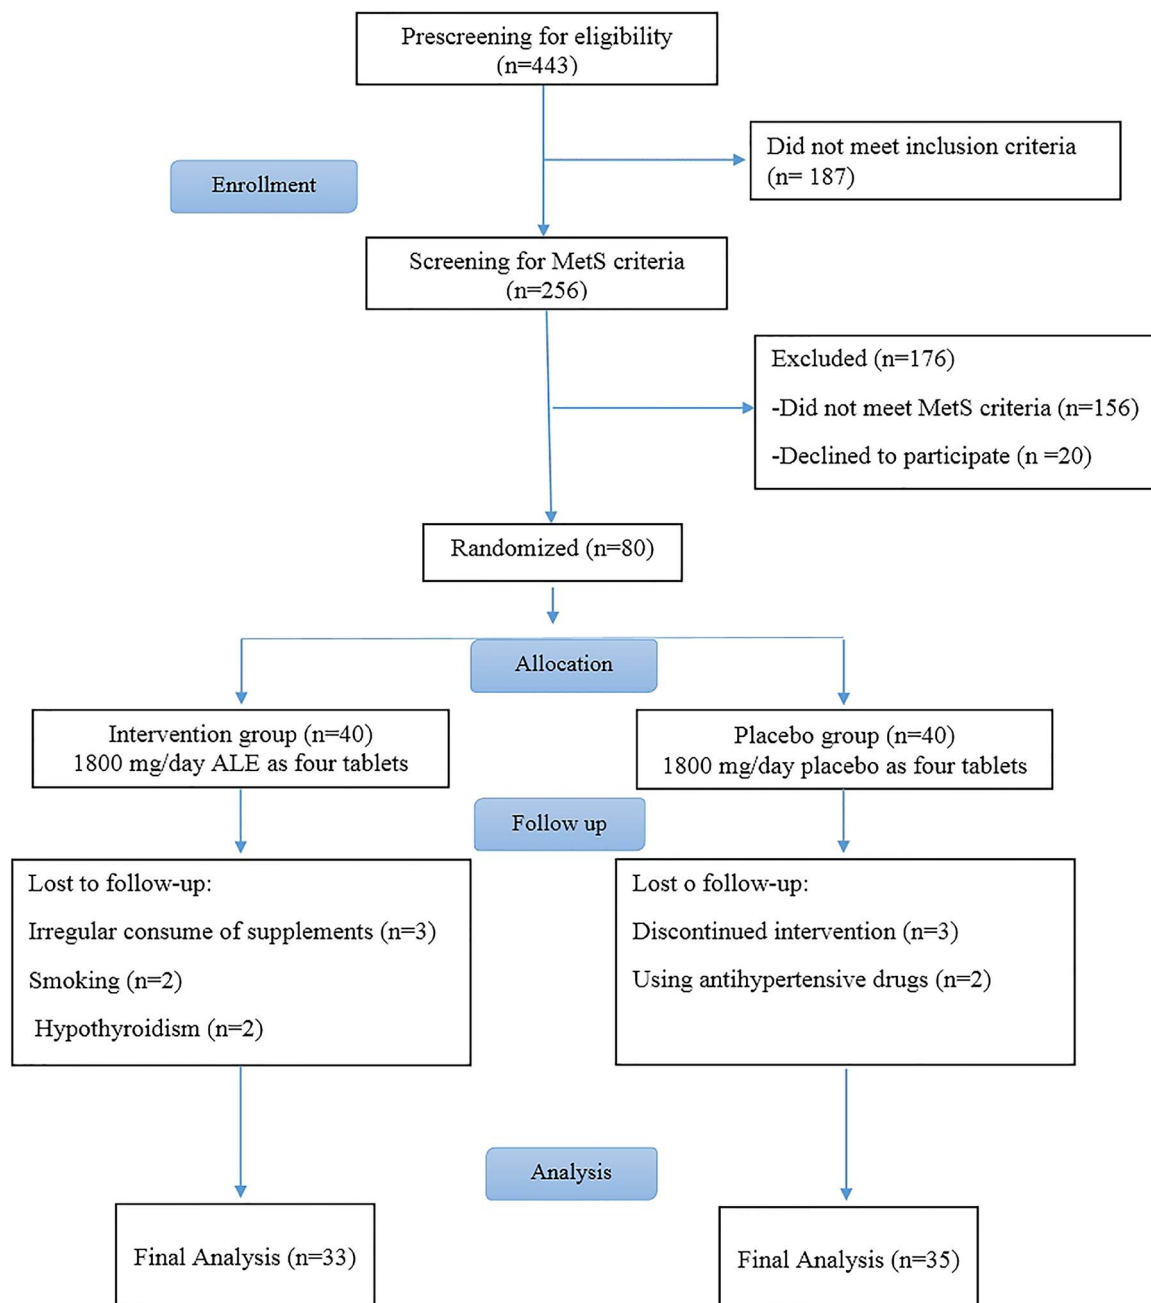 Prescreening for eligibility
(n=443)
Did not meet inclusion criteria
(n= 187)
Enrollment
Screening for MetS criteria
(n=256)
Excluded (n=176)
-Did not meet MetS criteria (n=156)
-Declined to participate (n =20)
Randomized (n=80)
Allocation
Intervention group (n=40)
1800 mg/day ALE as four tablets
Placebo group (n=40)
1800 mg/day placebo as four tablets
Follow up
Lost to follow-up:
Irregular consume of supplements (n=3)
Smoking (n=2)
Hypothyroidism (n=2)
Lost o follow-up:
Discontinued intervention (n=3)
Using antihypertensive drugs (n=2)
Analysis
Final Analysis (n=33)
Final Analysis (n=35)